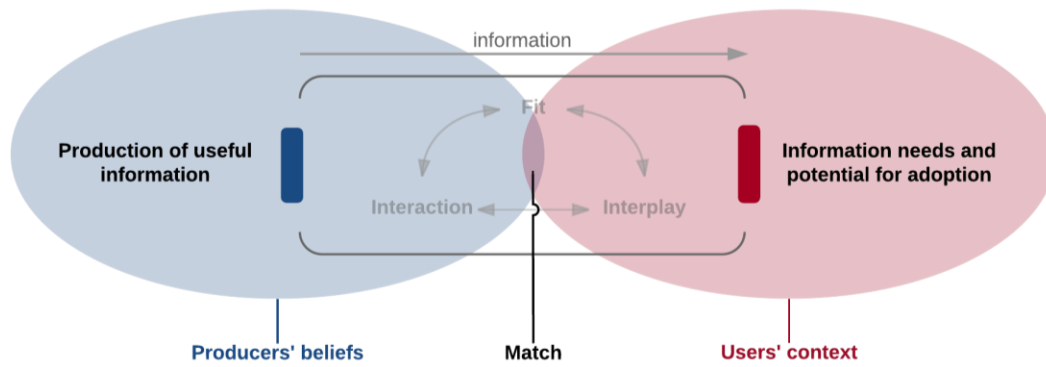 information
Fit
Production of useful
information
Information needs and
potential for adoption
Interaction
Interplay
Producers' beliefs
Match
Users' context